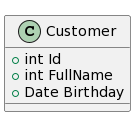 C Customer
int Id
int FullName
Date Birthday